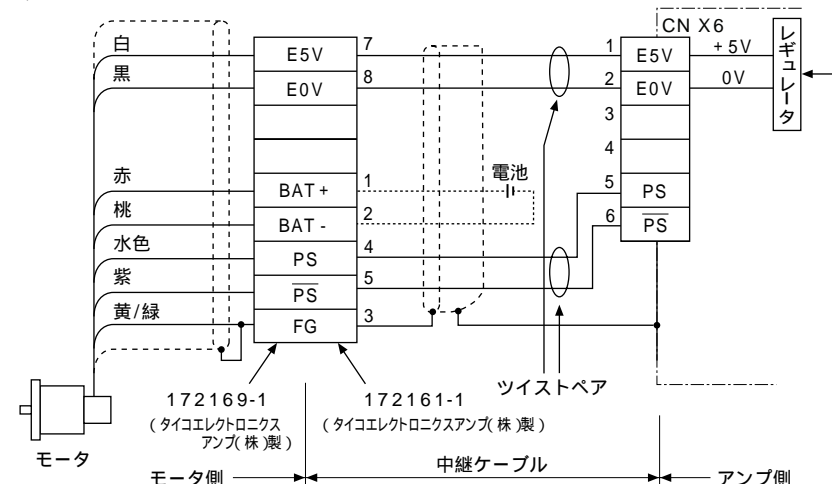 CN X6
白 E5V 7 1 E5V +5V
黒 E0V 8 2 E0V 0V
レギュレータ
3
4
赤 BAT+ 1 電池 5 PS
桃 BAT- 2 6 PS
水色 PS 4
紫 PS 5
黄/緑 FG 3
172169-1
(タイコエレクトロニクス
アンプ(株)製)
172161-1
(タイコエレクトロニクスアンプ(株)製)
ツイストペア
モータ
モータ側 中継ケーブル アンプ側